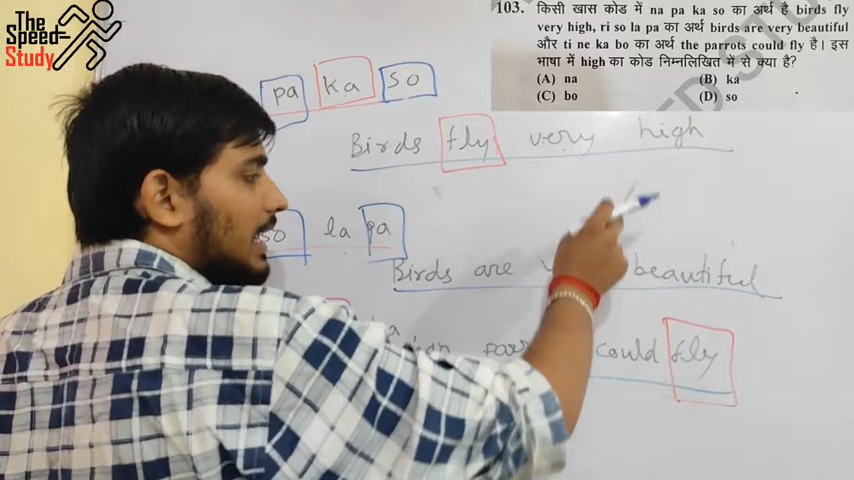 The
Speed
Study
103. किसी खास कोड में na pa ka so का अर्थ है birds fly
very high, ri so la pa का अर्थ birds are very beautiful
और ti ne ka bo का अर्थ the parrots could fly है। इस
भाषा में high का कोड निम्नलिखित में से क्या है?
(A) na (B) ka
(C) bo (D) so
pa ka so
Birds fly very high
so la pa
Birds are beautiful
could fly